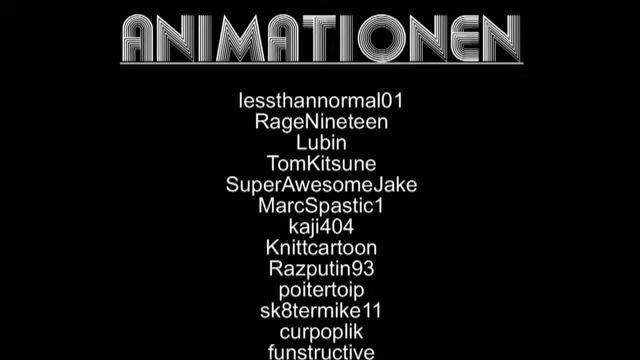 ANIMATIONEN
lessthannormal01
RageNineteen
Lubin
TomKitsune
SuperAwesomeJake
MarcSpastic1
kaji404
Knittcartoon
Razputin93
poitertoip
sk8termike11
curpoplik
funstructive